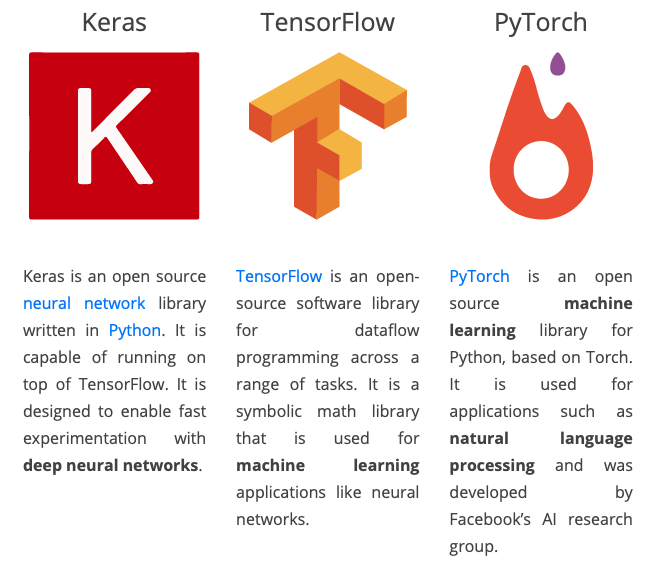 Keras
K
Keras is an open source
neural network library
written in Python. It is
capable of running on
top of TensorFlow. It is
designed to enable fast
experimentation with
deep neural networks.
TensorFlow
TensorFlow is an open-
source software library
for dataflow
programming across a
range of tasks. It is a
symbolic math library
that is used for
machine learning
applications like neural
networks.
PyTorch
PyTorch is an open
source machine
learning library for
Python, based on Torch.
It is used for
applications such as
natural language
processing and was
developed by
Facebook’s AI research
group.